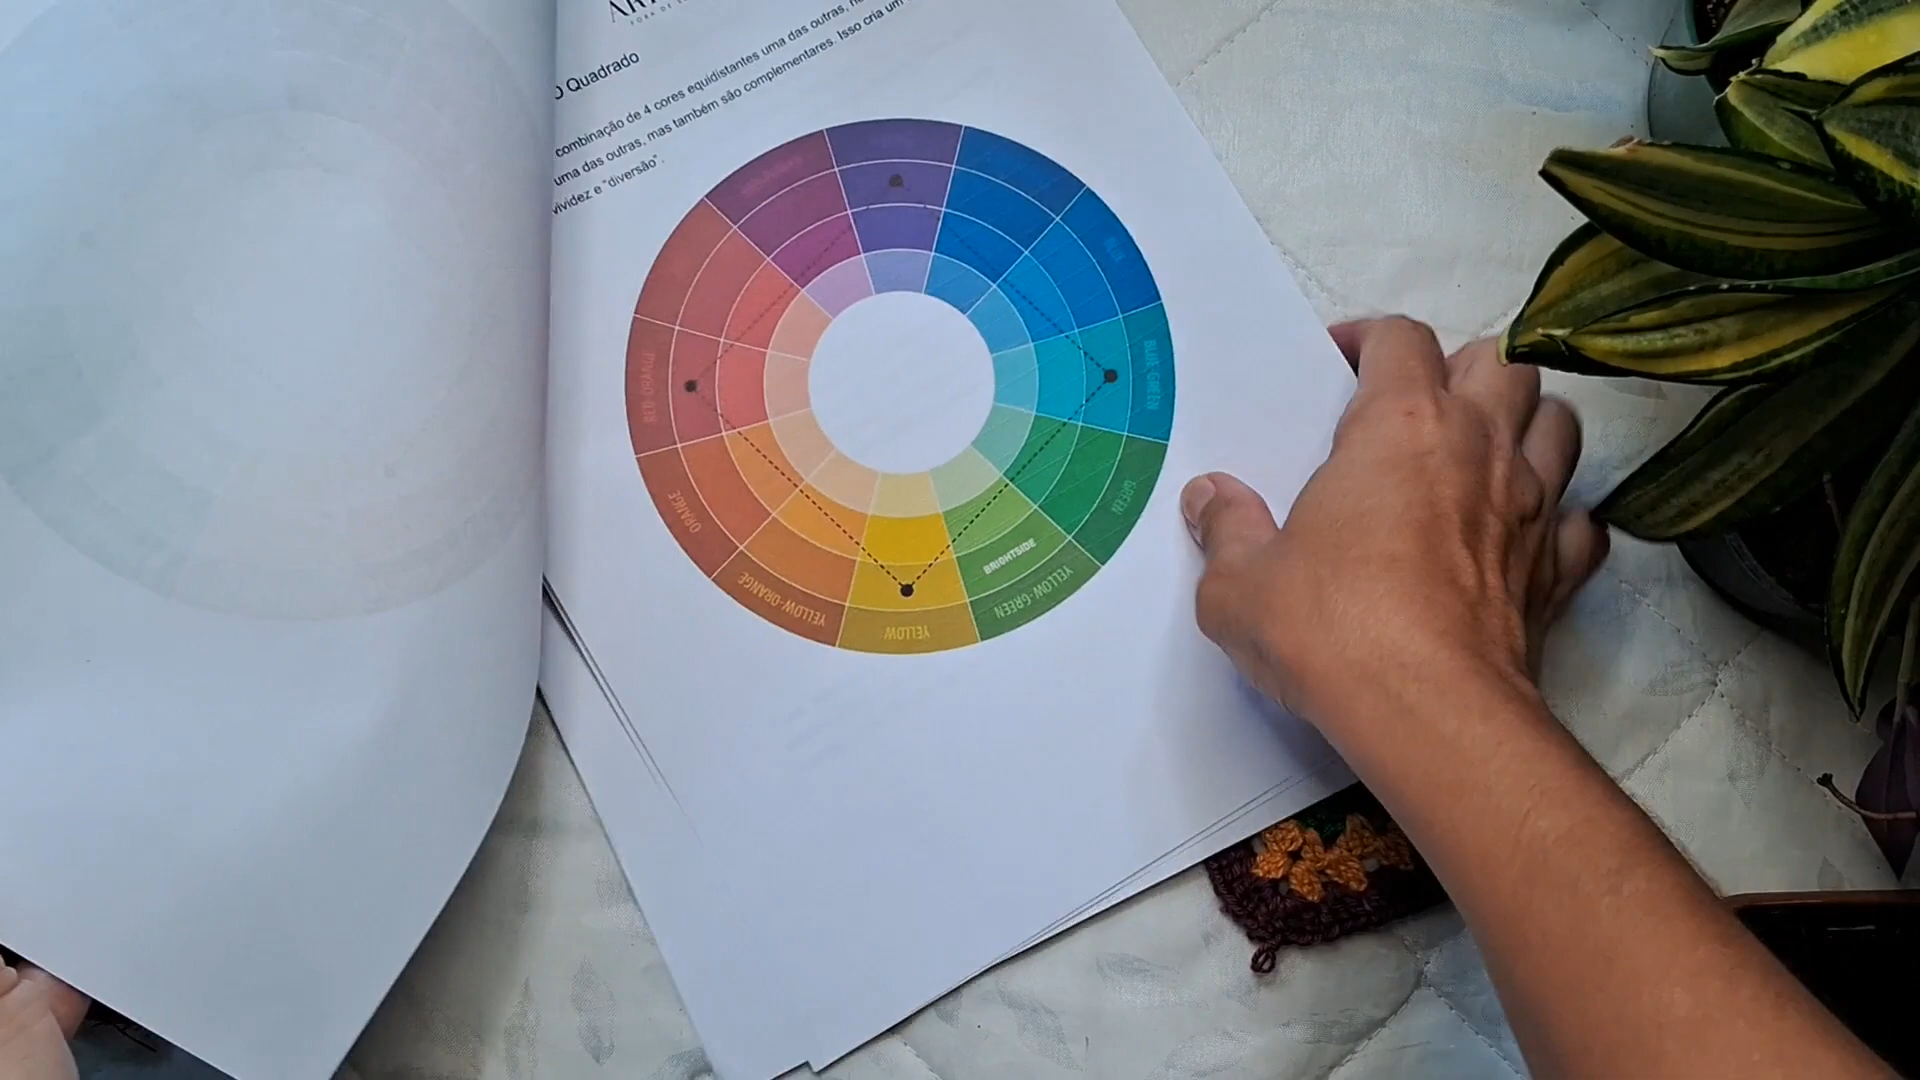 O Quadrado
combinação de 4 cores equidistantes uma das outras,
uma das outras, mas também são complementares. Isso cria um
vividez e "diversão".
BLUE
BLUE-GREEN
GREEN
YELLOW-GREEN
BRIGHTSIDE
YELLOW
YELLOW-ORANGE
ORANGE
RED-ORANGE